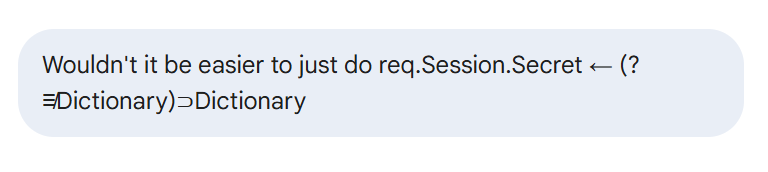 Wouldn't it be easier to just do req.Session.Secret ← (?
≢Dictionary)⊃Dictionary